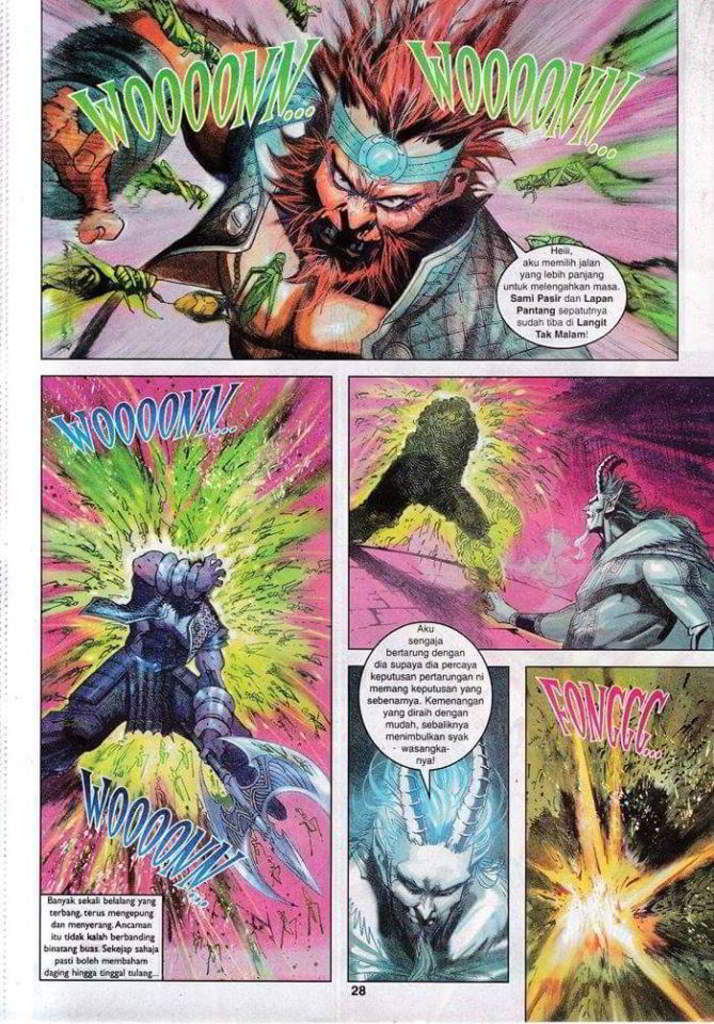 WOOOONN...
WOOOONN...
Heiii,
aku memilih jalan
yang lebih panjang
untuk melengahkan masa.
Sami Pasir dan Lapan
Pantang sepatutnya
sudah tiba di Langit
Tak Malam!
WOOOONN...
WOOOONN...
Banyak sekali belalang yang
terbang, terus mengepung
dan menyerang. Ancaman
itu tidak kalah berbanding
binatang buas. Sekejap sahaja
pasti boleh membaham
daging hingga tinggal tulang...
Aku
sengaja
bertarung dengan
dia supaya dia percaya
keputusan pertarungan ni
memang keputusan yang
sebenarnya. Kemenangan
yang diraih dengan
mudah, sebaliknya
menimbulkan syak
wasangka-
nya!
FONGGG...
28